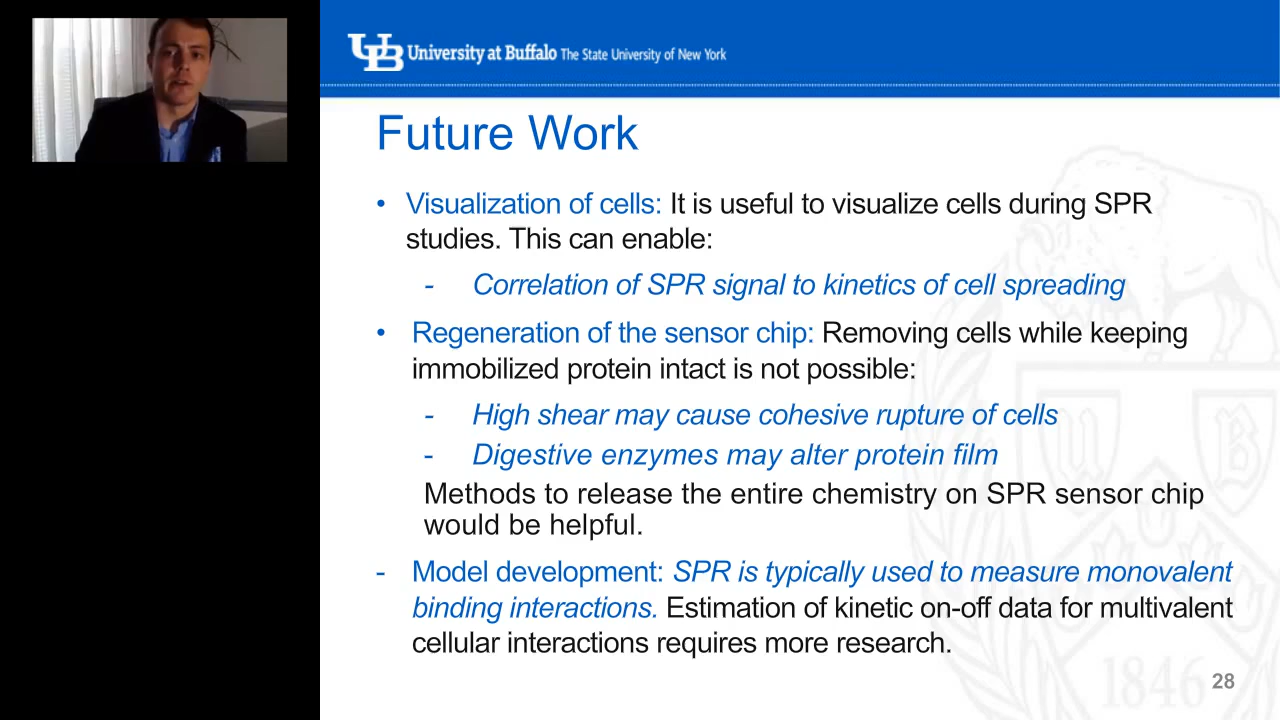 UB University at Buffalo The State University of New York
Future Work
• Visualization of cells: It is useful to visualize cells during SPR
studies. This can enable:
- Correlation of SPR signal to kinetics of cell spreading
• Regeneration of the sensor chip: Removing cells while keeping
immobilized protein intact is not possible:
- High shear may cause cohesive rupture of cells
- Digestive enzymes may alter protein film
Methods to release the entire chemistry on SPR sensor chip
would be helpful.
- Model development: SPR is typically used to measure monovalent
binding interactions. Estimation of kinetic on-off data for multivalent
cellular interactions requires more research.
U B
1846
28